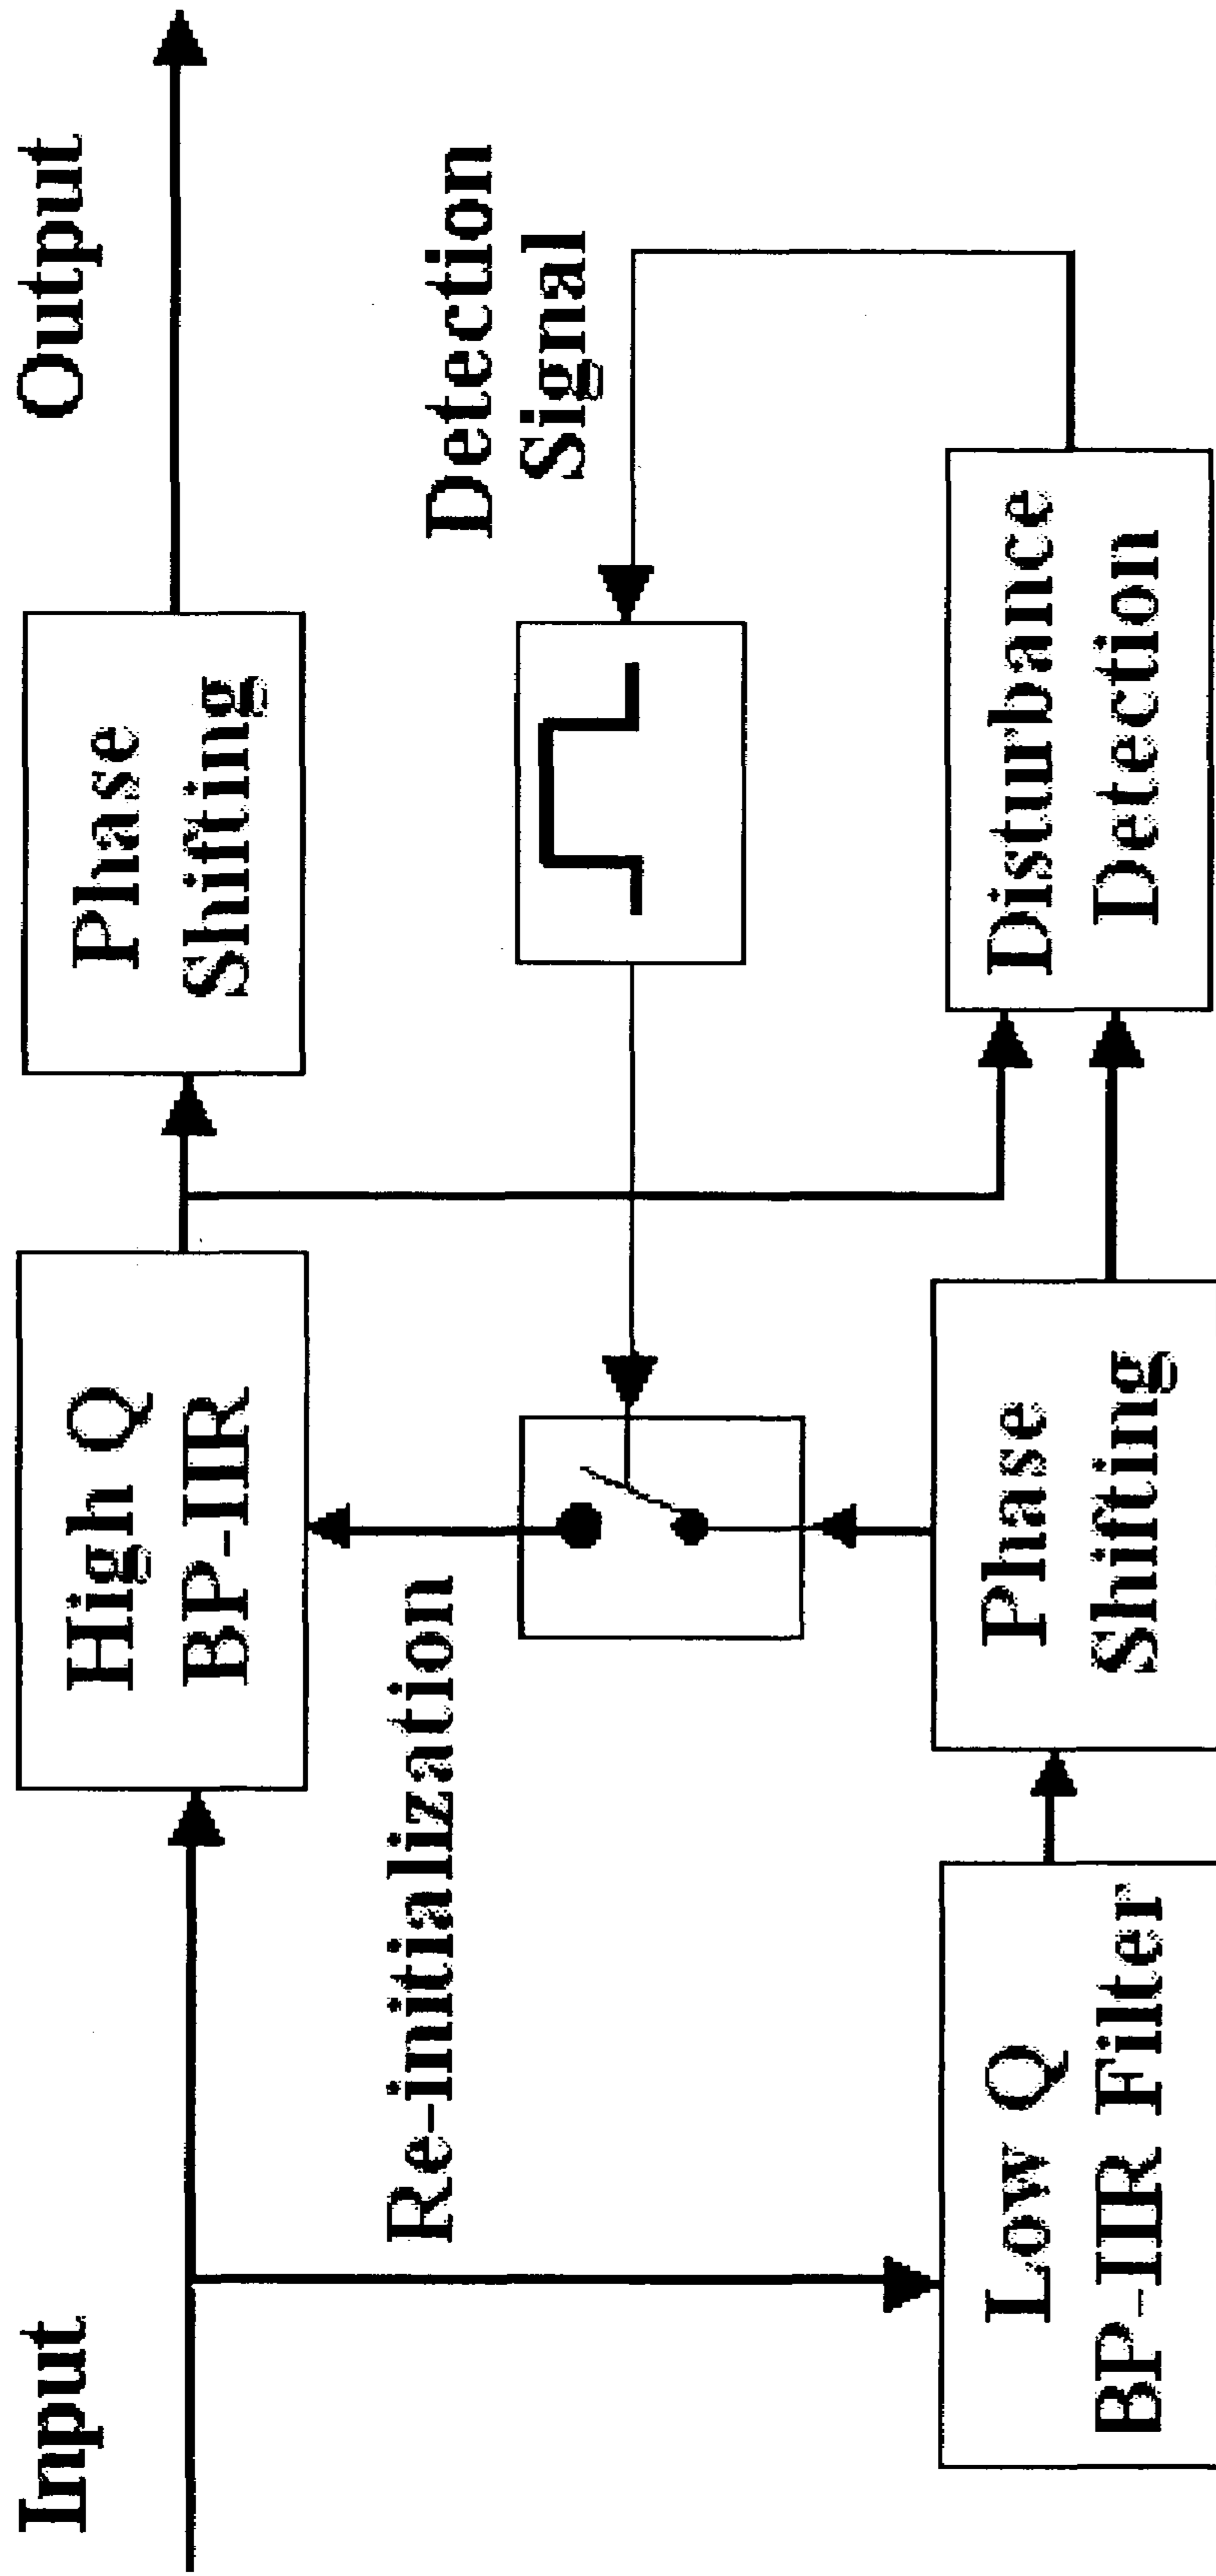 Input
High Q
BP-IIR
Phase
Shifting
Output
Re-initialization
Detection
Signal
Low Q
BP-IIR Filter
Phase
Shifting
Disturbance
Detection